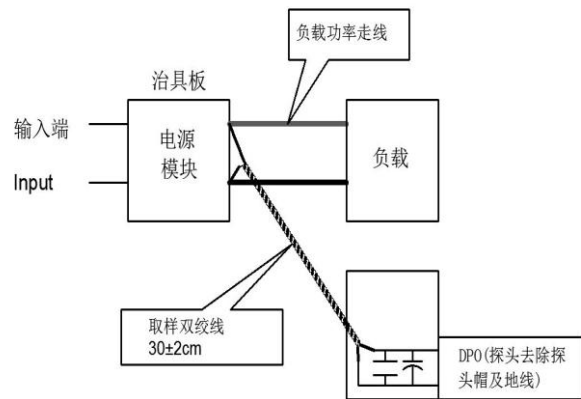 负载功率走线
治具板
输入端
Input
电源
模块
负载
取样双绞线
30±2cm
DPO(探头去除探
头帽及地线)